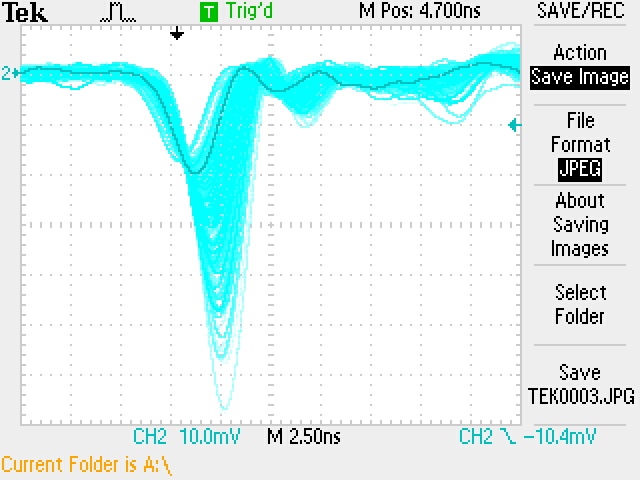 Tek T Trig'd M Pos: 4.700ns SAVE/REC
Action
Save Image
2
File
Format
JPEG
About
Saving
Images
Select
Folder
Save
TEK0003.JPG
CH2 10.0mV M 2.50ns CH2 \ -10.4mV
Current Folder is A:\